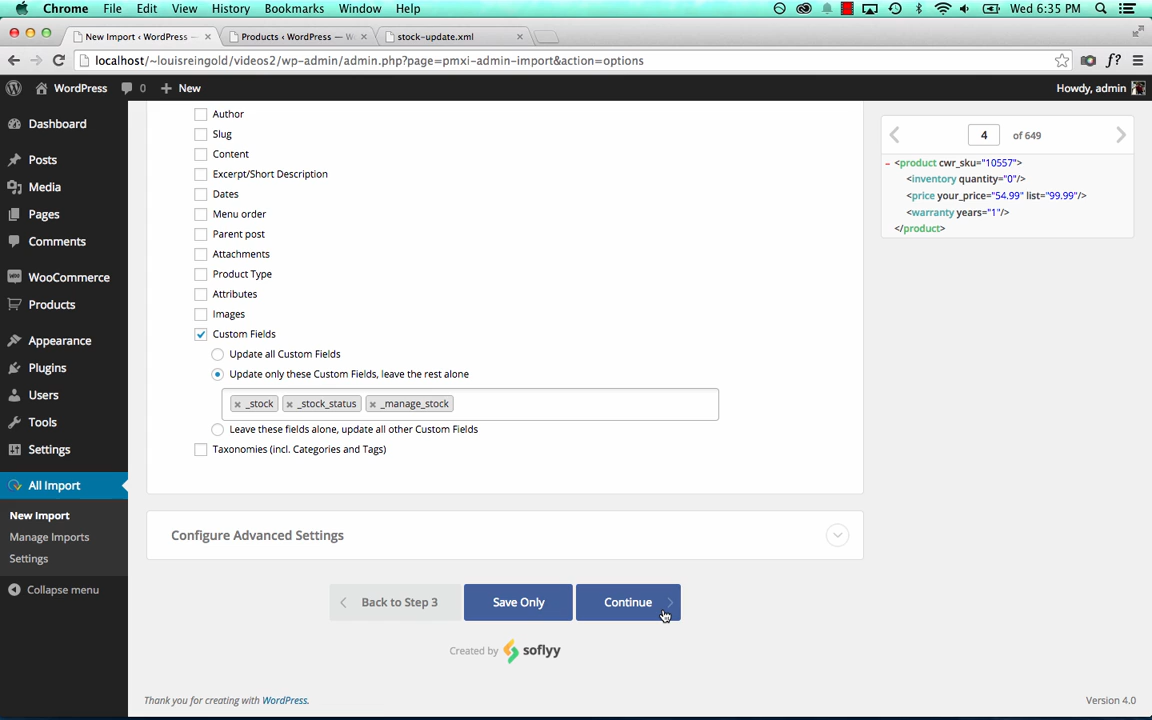 Chrome File Edit View History Bookmarks Window Help Wed 6:35 PM
New Import ‹ WordPress — × Products ‹ WordPress — W × stock-update.xml ×
localhost/~louisreingold/videos2/wp-admin/admin.php?page=pmxi-admin-import&action=options f?
WordPress 0 + New Howdy, admin
Dashboard
Posts
Media
Pages
Comments
WooCommerce
Products
Appearance
Plugins
Users
Tools
Settings
All Import
New Import
Manage Imports
Settings
Collapse menu
Author
Slug
Content
Excerpt/Short Description
Dates
Menu order
Parent post
Attachments
Product Type
Attributes
Images
Custom Fields
Update all Custom Fields
Update only these Custom Fields, leave the rest alone
× _stock × _stock_status × _manage_stock
Leave these fields alone, update all other Custom Fields
Taxonomies (incl. Categories and Tags)
Configure Advanced Settings
Back to Step 3 Save Only Continue
Created by soflyy
Thank you for creating with WordPress. Version 4.0
4 of 649
- <product cwr_sku="10557">
<inventory quantity="0"/>
<price your_price="54.99" list="99.99"/>
<warranty years="1"/>
</product>